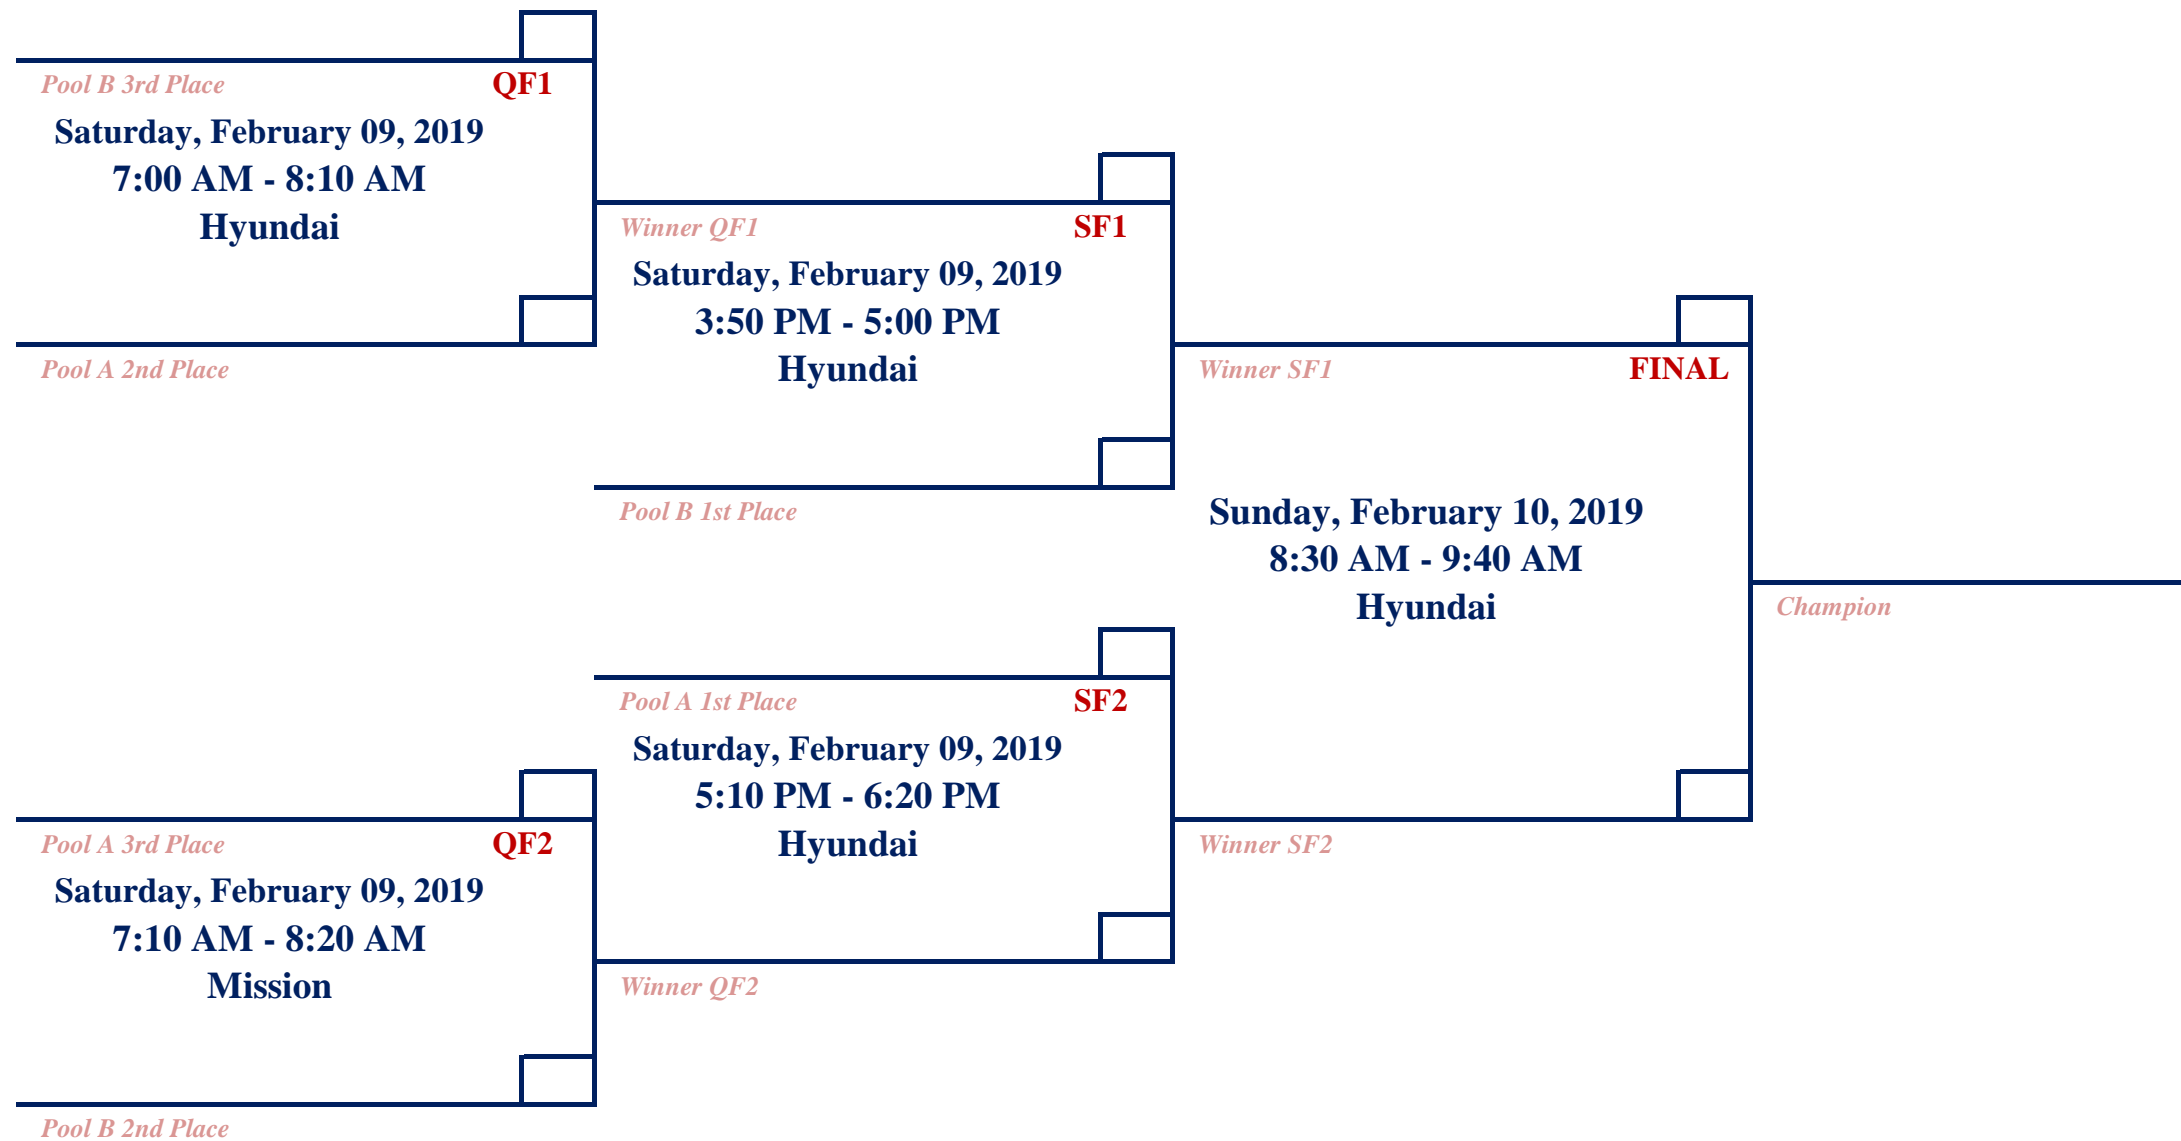 Pool B 3rd Place QF1
Saturday, February 09, 2019
7:00 AM - 8:10 AM
Hyundai
Pool A 2nd Place
Winner QF1 SF1
Saturday, February 09, 2019
3:50 PM - 5:00 PM
Hyundai
Pool B 1st Place
Winner SF1 FINAL
Sunday, February 10, 2019
8:30 AM - 9:40 AM
Hyundai
Champion
Pool A 1st Place SF2
Saturday, February 09, 2019
5:10 PM - 6:20 PM
Hyundai
Winner SF2
Pool A 3rd Place QF2
Saturday, February 09, 2019
7:10 AM - 8:20 AM
Mission
Winner QF2
Pool B 2nd Place